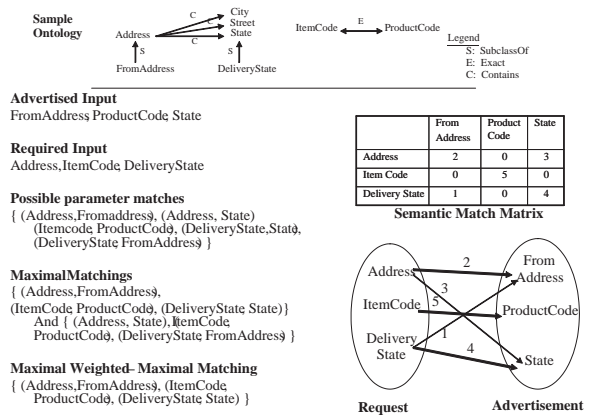 Sample
Ontology
Address
City
Street
State
C
C
C
S
S
FromAddress
DeliveryState
ItemCode
E
ProductCode
Legend
S: SubclassOf
E: Exact
C: Contains
Advertised Input
FromAddress, ProductCode, State
Required Input
Address,ItemCode, DeliveryState
Possible parameter matches
{ (Address,Fromaddress), (Address, State)
(Itemcode, ProductCode), (DeliveryState,State),
(DeliveryState, FromAddress) }
MaximalMatchings
{ (Address,FromAddress),
(ItemCode, ProductCode), (DeliveryState, State)}
And { (Address, State), (ItemCode,
ProductCode), (DeliveryState, FromAddress) }
Maximal Weighted– Maximal Matching
{ (Address,FromAddress), (ItemCode,
ProductCode), (DeliveryState, State) }
From Address Product Code State
Address 2 0 3
Item Code 0 5 0
Delivery State 1 0 4
Semantic Match Matrix
Address
ItemCode
Delivery
State
2
3
5
1
4
From
Address
ProductCode
State
Request
Advertisement